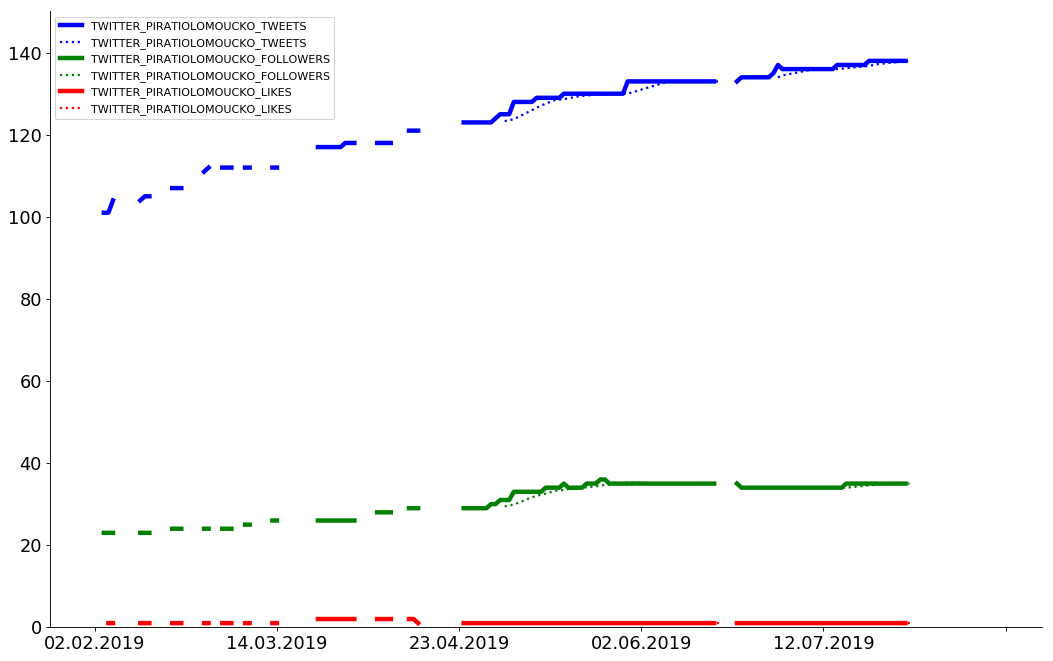 TWITTER_PIRATIOLOMOUCKO_TWEETS
TWITTER_PIRATIOLOMOUCKO_TWEETS
TWITTER_PIRATIOLOMOUCKO_FOLLOWERS
TWITTER_PIRATIOLOMOUCKO_FOLLOWERS
TWITTER_PIRATIOLOMOUCKO_LIKES
TWITTER_PIRATIOLOMOUCKO_LIKES
140
120
100
80
60
40
20
0
02.02.2019 14.03.2019 23.04.2019 02.06.2019 12.07.2019